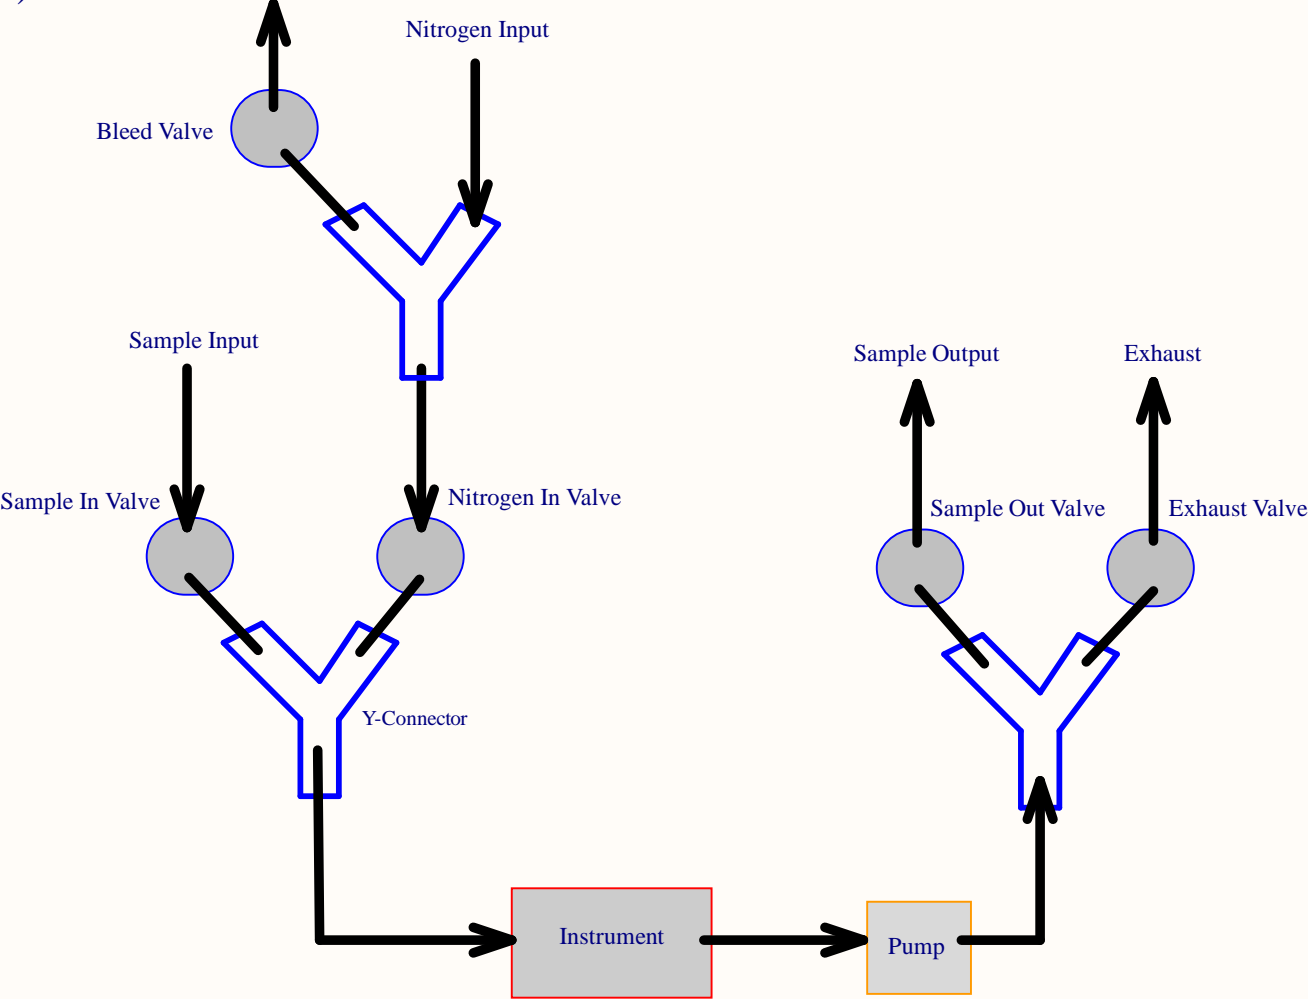 )
Nitrogen Input
Bleed Valve
Sample Input
Sample Output
Exhaust
Sample In Valve
Nitrogen In Valve
Sample Out Valve
Exhaust Valve
Y-Connector
Instrument
Pump